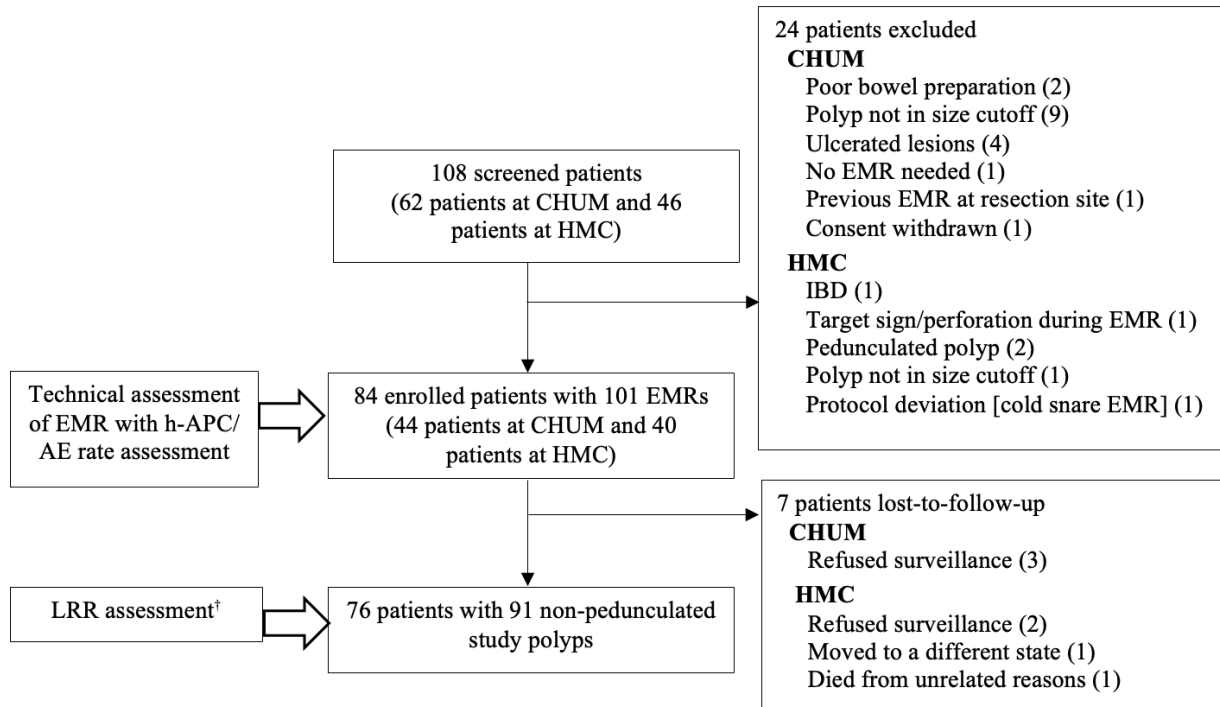 24 patients excluded
CHUM
Poor bowel preparation (2)
Polyp not in size cutoff (9)
Ulcerated lesions (4)
No EMR needed (1)
Previous EMR at resection site (1)
Consent withdrawn (1)
HMC
IBD (1)
Target sign/perforation during EMR (1)
Pedunculated polyp (2)
Polyp not in size cutoff (1)
Protocol deviation [cold snare EMR] (1)
108 screened patients
(62 patients at CHUM and 46
patients at HMC)
Technical assessment
of EMR with h-APC/
AE rate assessment
84 enrolled patients with 101 EMRs
(44 patients at CHUM and 40
patients at HMC)
7 patients lost-to-follow-up
CHUM
Refused surveillance (3)
HMC
Refused surveillance (2)
Moved to a different state (1)
Died from unrelated reasons (1)
LRR assessment†
76 patients with 91 non-pedunculated
study polyps